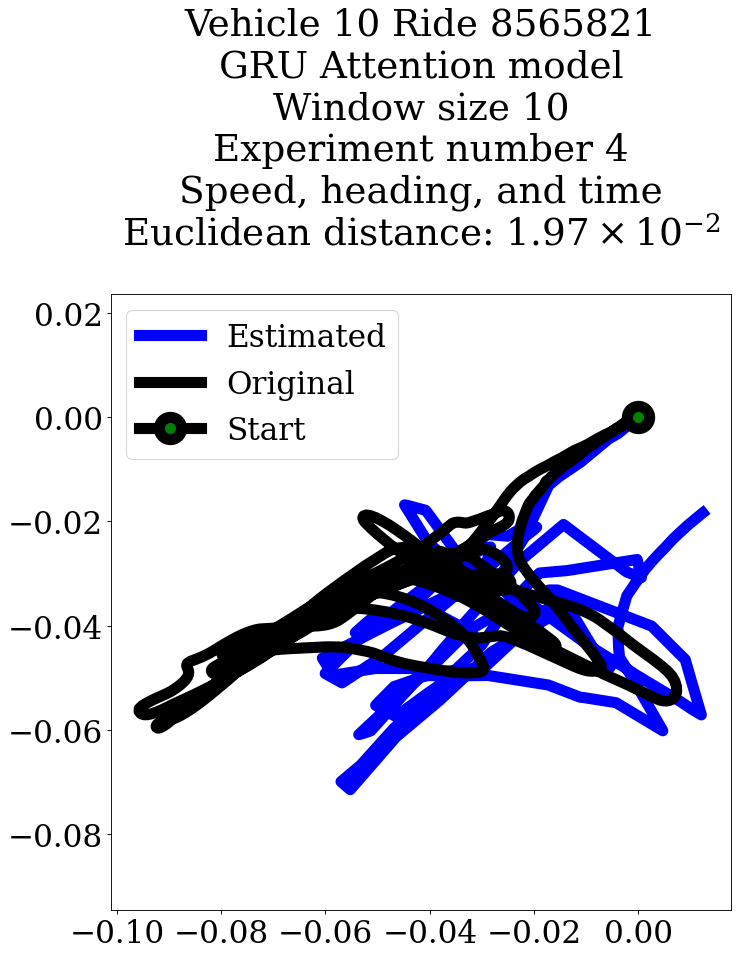 Vehicle 10 Ride 8565821
GRU Attention model
Window size 10
Experiment number 4
Speed, heading, and time
Euclidean distance: 1.97 × 10⁻²
0.02
0.00
−0.02
−0.04
−0.06
−0.08
Estimated
Original
Start
−0.10 −0.08 −0.06 −0.04 −0.02 0.00